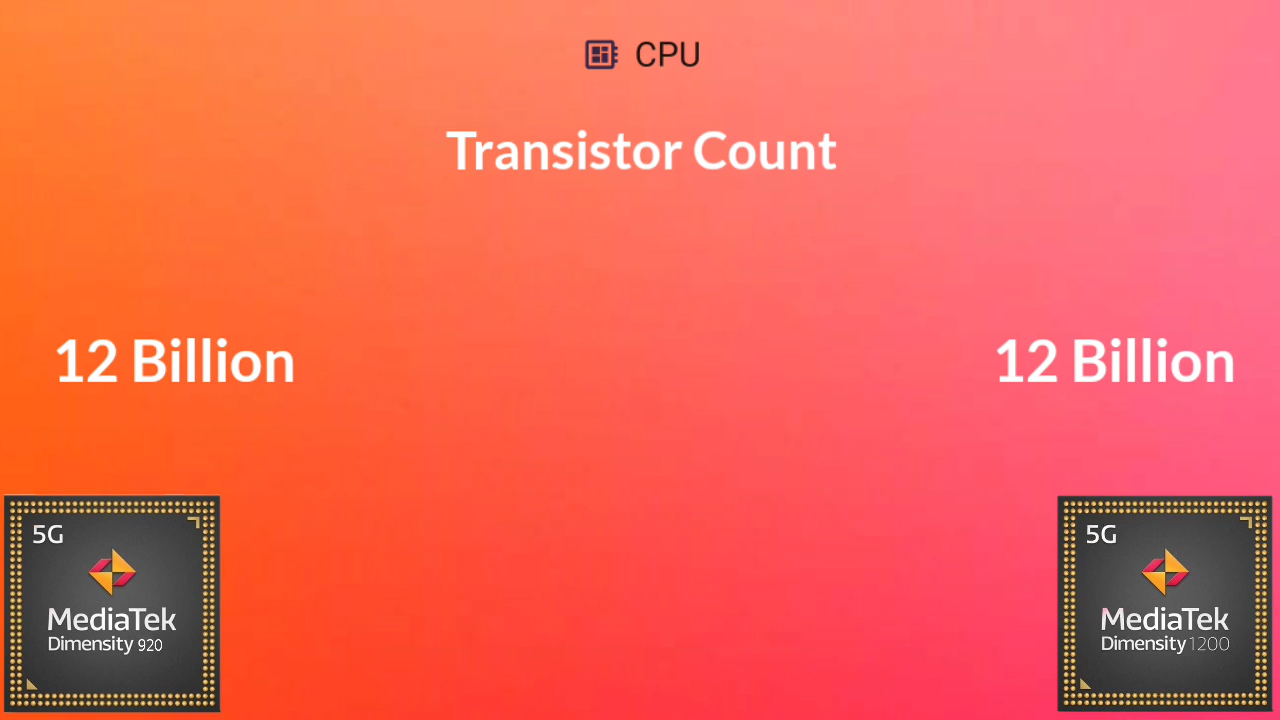 CPU
Transistor Count
12 Billion
12 Billion
5G
MediaTek
Dimensity 920
5G
MediaTek
Dimensity 1200